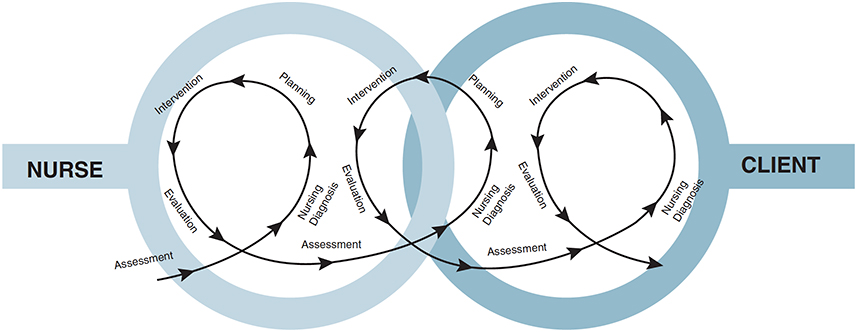 NURSE
Assessment
Nursing
Diagnosis
Planning
Intervention
Evaluation
Assessment
Nursing
Diagnosis
Planning
Intervention
Evaluation
Assessment
Nursing
Diagnosis
Intervention
Evaluation
CLIENT